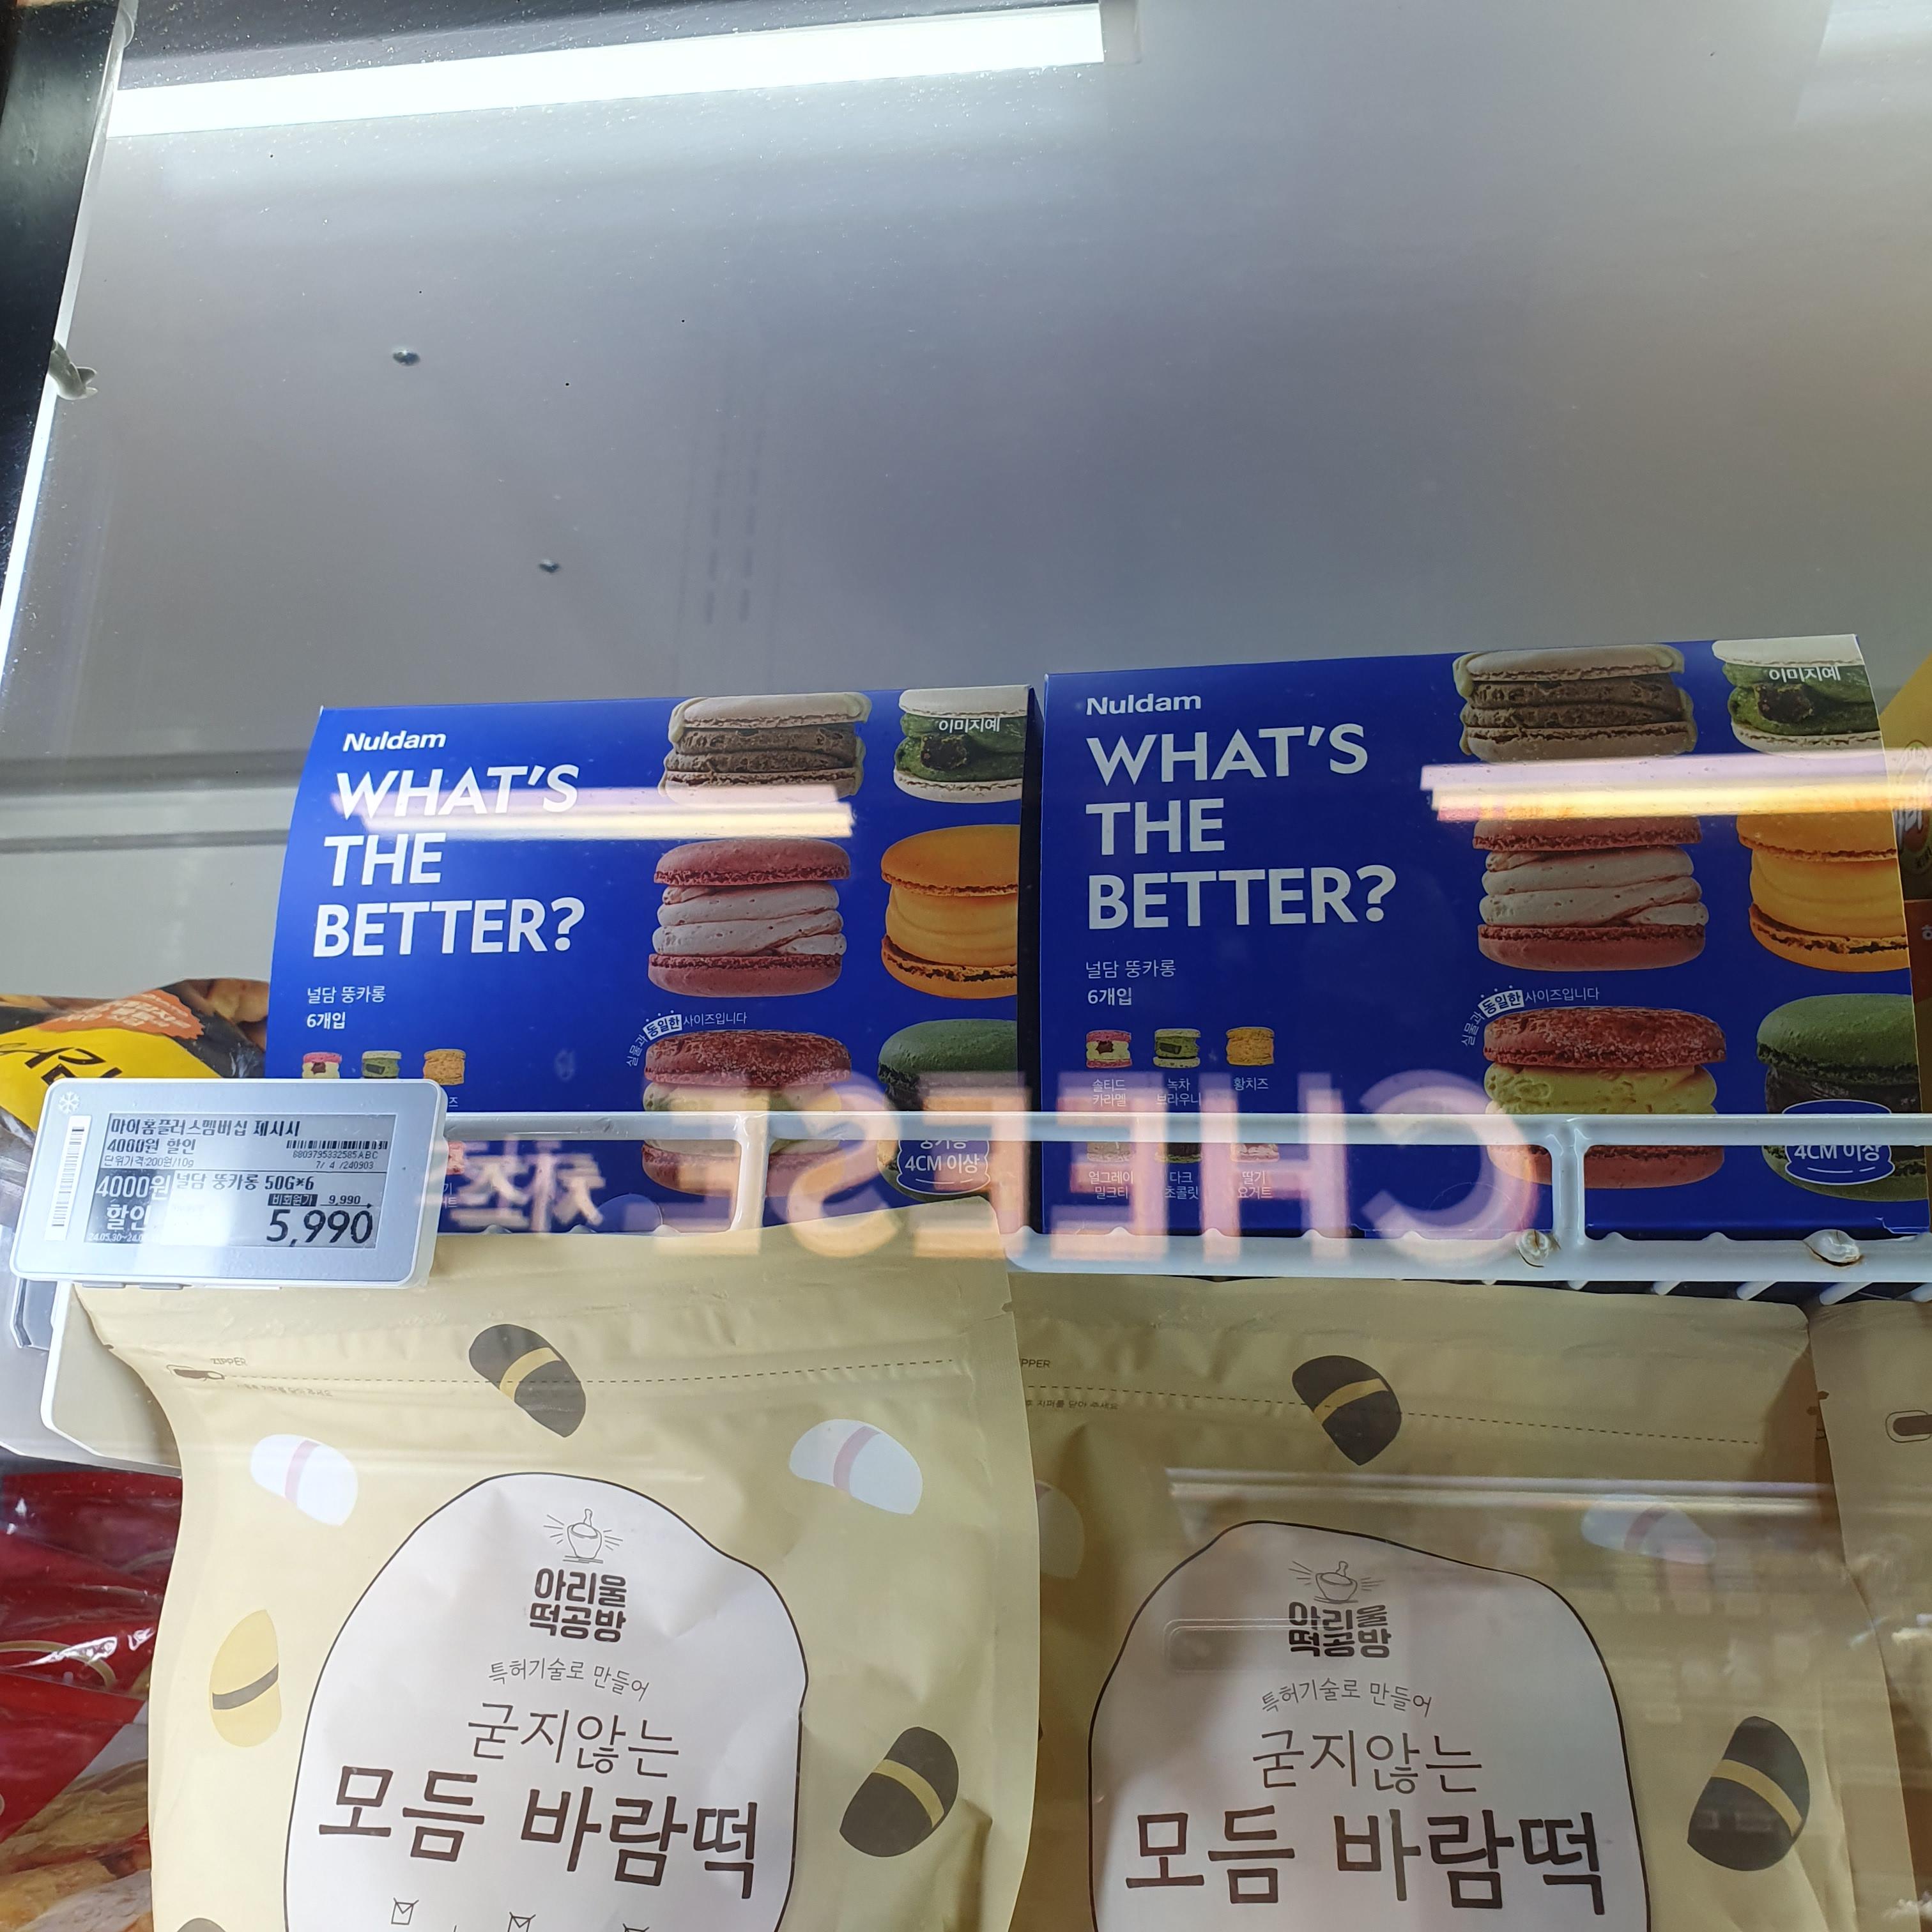 Nuldam
WHAT'S
THE
BETTER?
널담 뚱카롱
6개입
이미지예
실물과 동일한 사이즈입니다
4CM 이상
Nuldam
WHAT'S
THE
BETTER?
널담 뚱카롱
6개입
이미지예
실물과 동일한 사이즈입니다
솔티드
카라멜
녹차
브라우니
황치즈
얼그레이
밀크티
다크
초콜릿
딸기
요거트
4CM 이상
마이홈플러스멤버십 제시시
4000원 할인
8803795332585ABC
단위가격:200원/10g
7/ 4 /240903
4000원
할인
널담 뚱카롱 50G*6
비회원가 9,990
5,990
치즈 CHEESE
ZIPPER
아리울
떡공방
특허기술로 만들어
굳지않는
모듬 바람떡
아리울
떡공방
특허기술로 만들어
굳지않는
모듬 바람떡